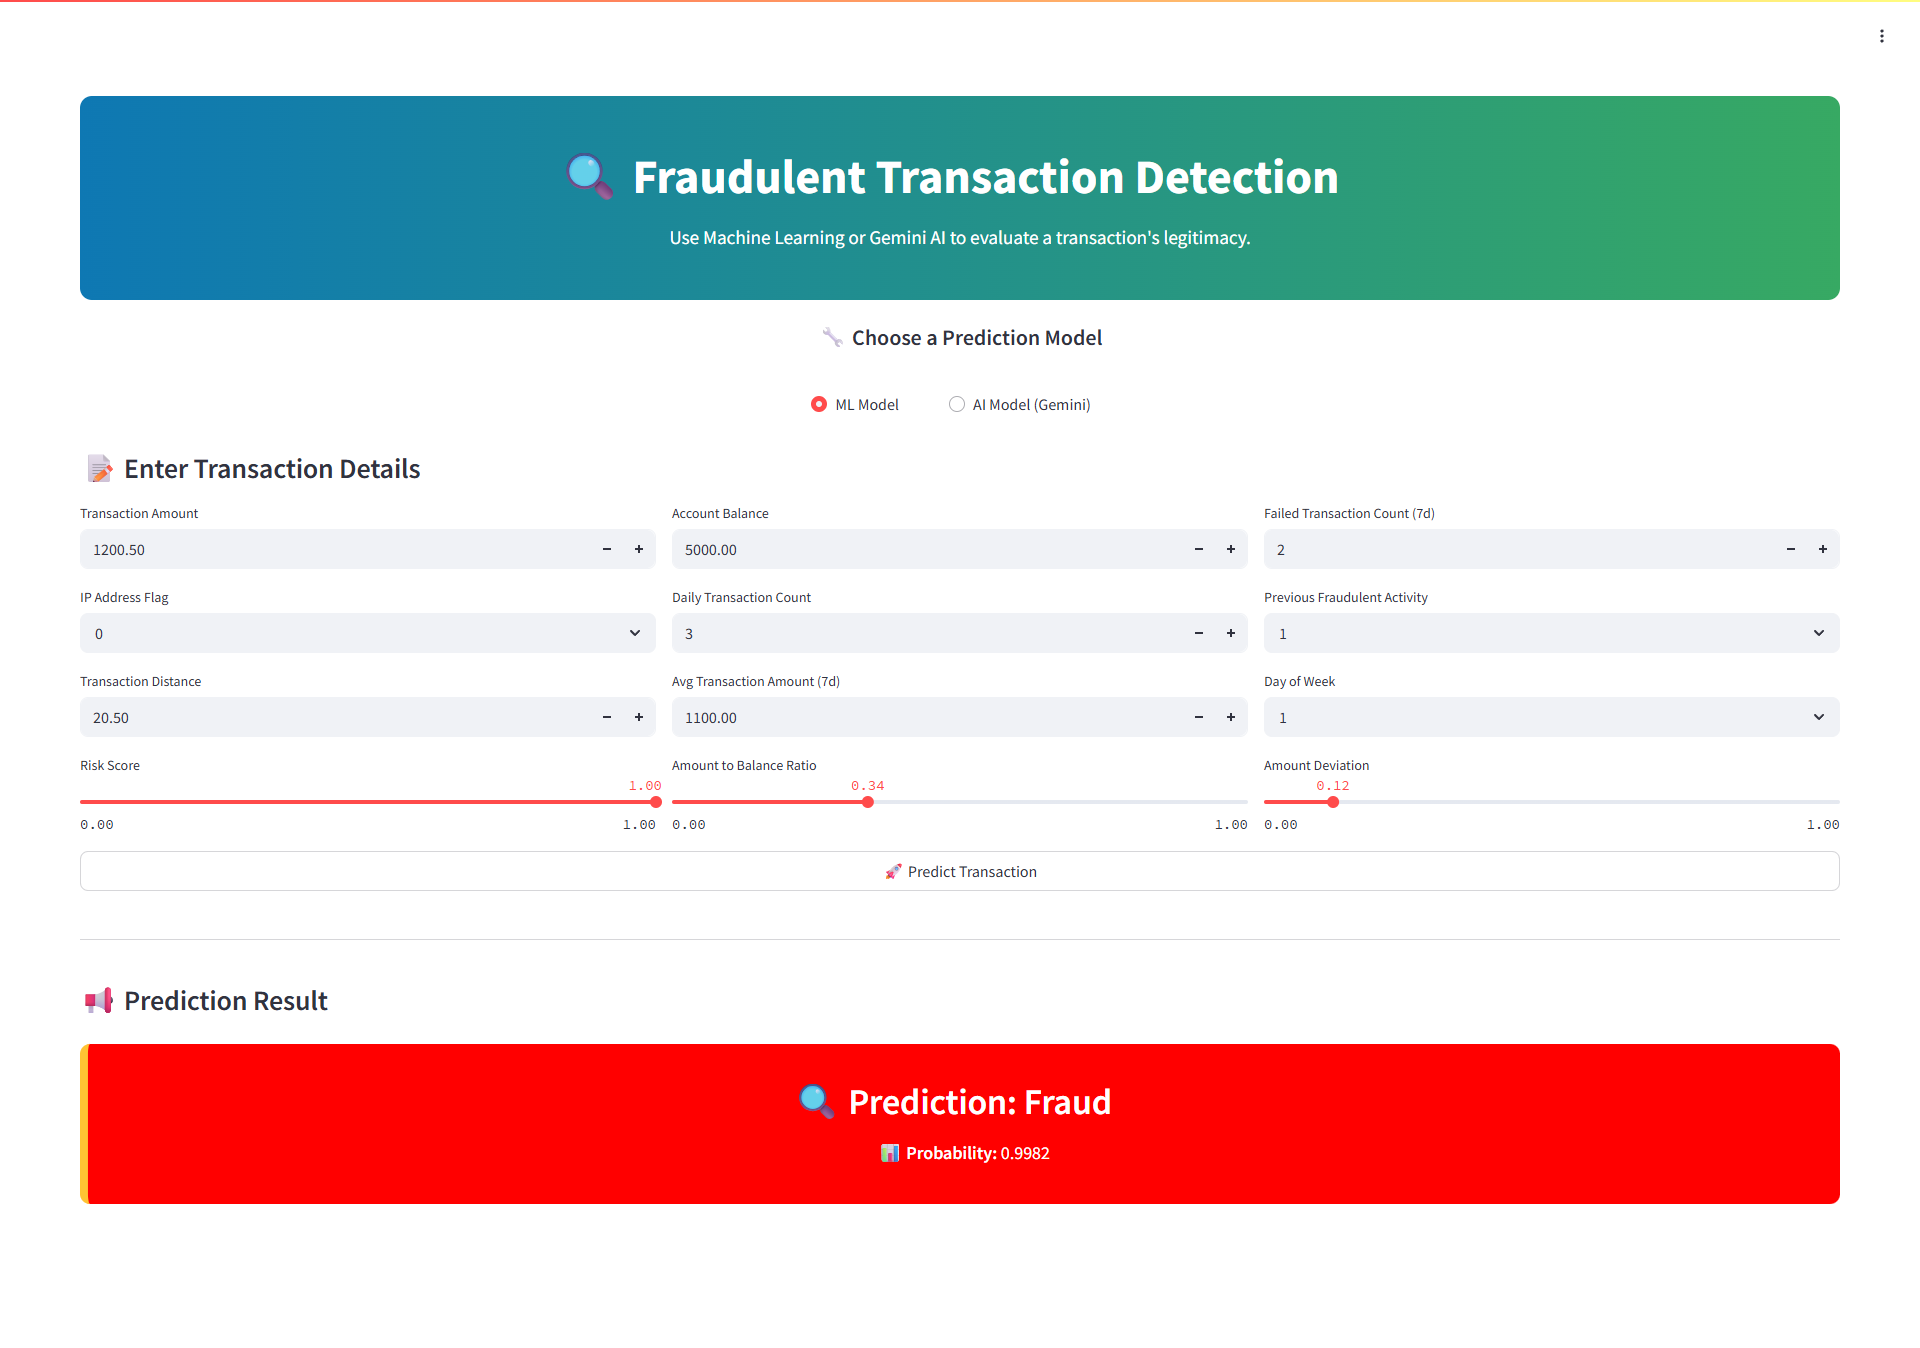 Fraudulent Transaction Detection
Use Machine Learning or Gemini AI to evaluate a transaction's legitimacy.
Choose a Prediction Model
ML Model AI Model (Gemini)
Enter Transaction Details
Transaction Amount Account Balance Failed Transaction Count (7d)
1200.50 5000.00 2
IP Address Flag Daily Transaction Count Previous Fraudulent Activity
0 3 1
Transaction Distance Avg Transaction Amount (7d) Day of Week
20.50 1100.00 1
Risk Score Amount to Balance Ratio Amount Deviation
1.00 0.34 0.12
0.00 1.00 0.00 1.00 0.00 1.00
Predict Transaction
Prediction Result
Prediction: Fraud
Probability: 0.9982